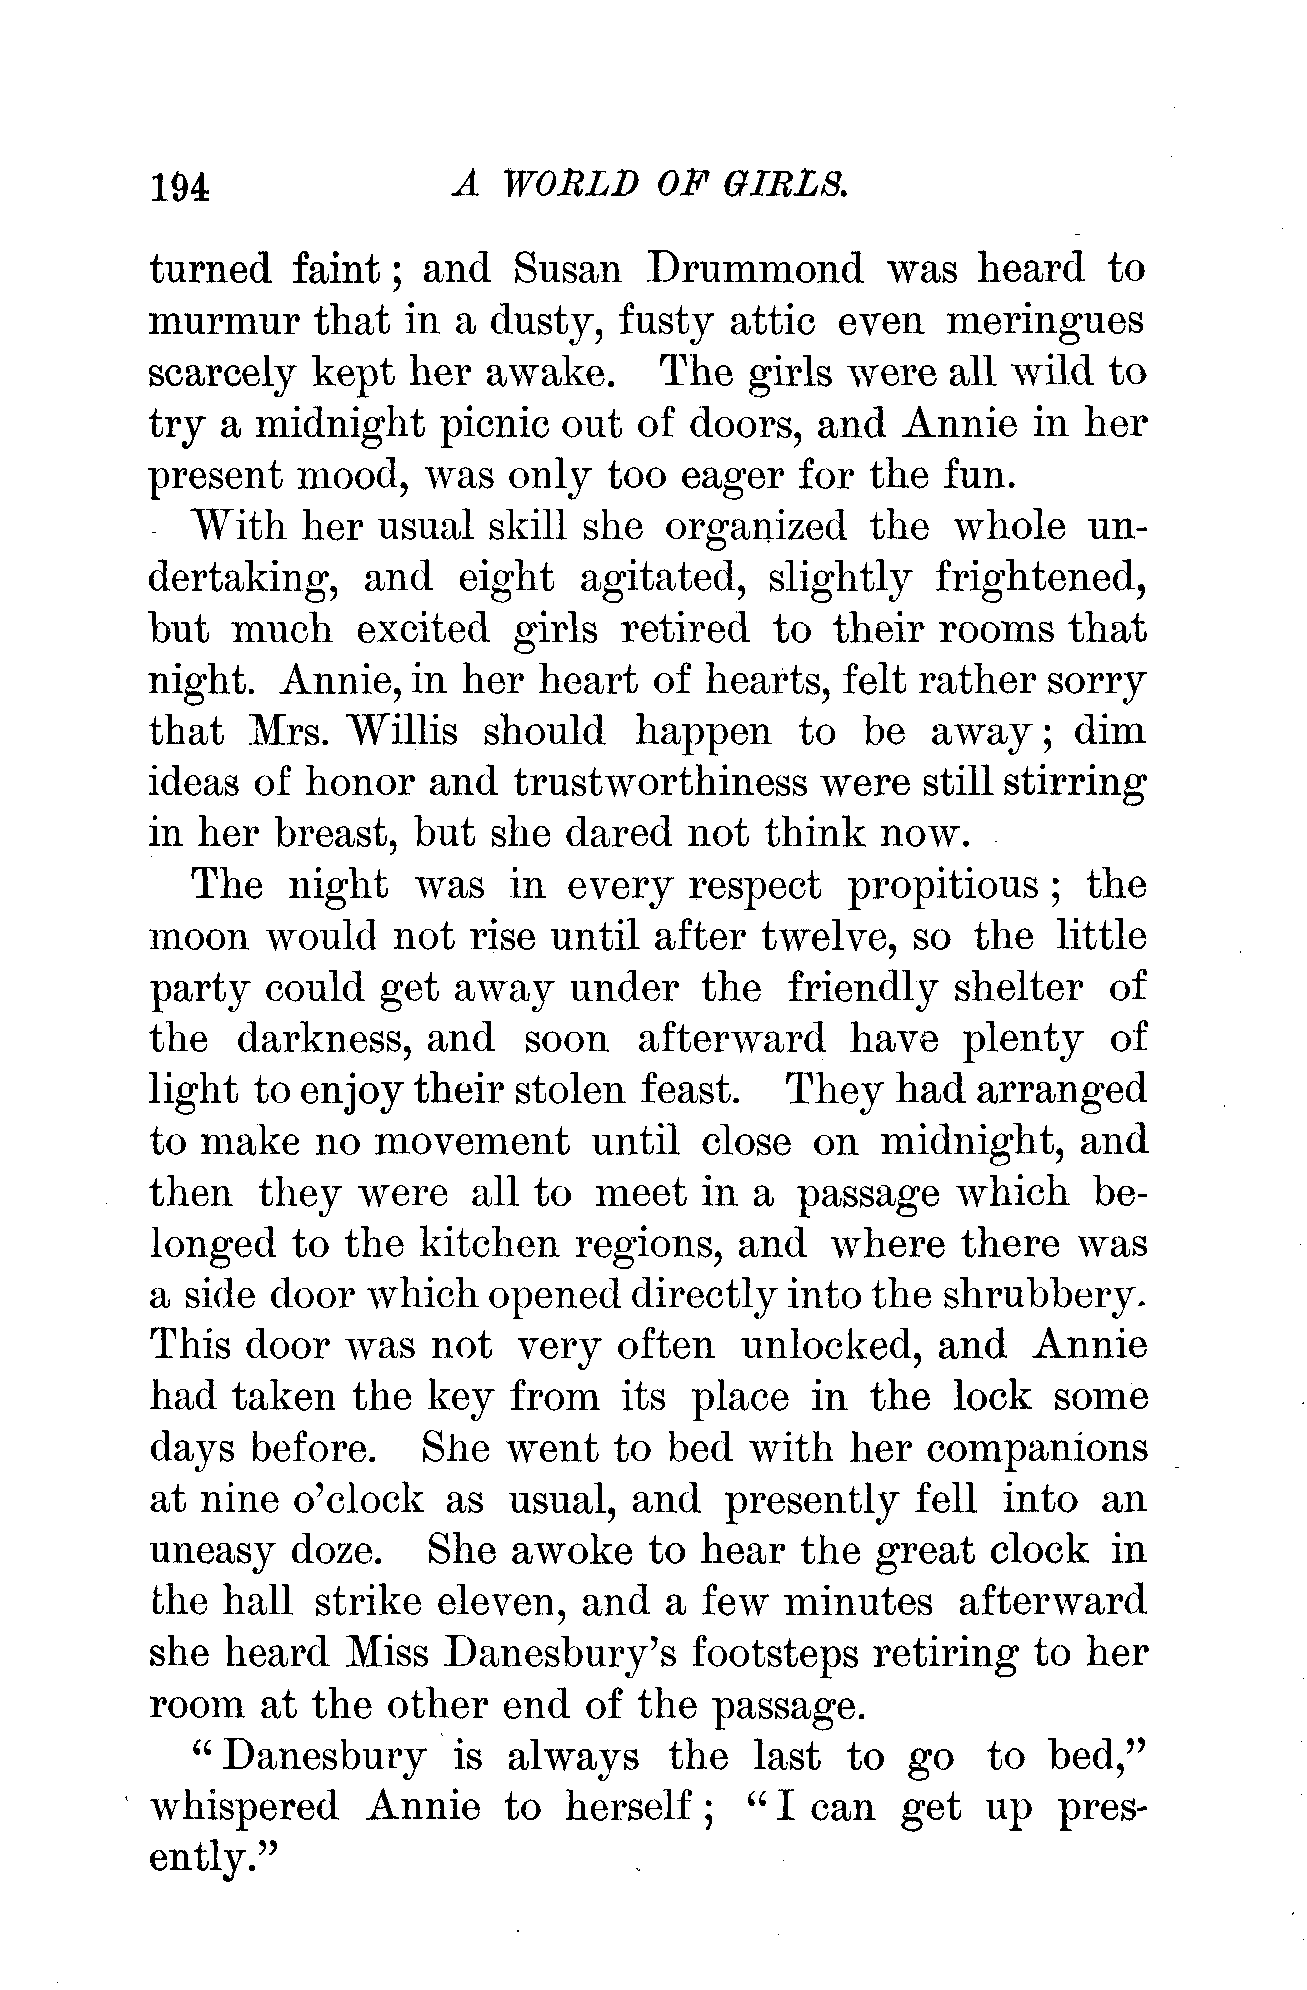 194 A WORLD OF GIRLS.
turned faint ; and Susan Drummond was heard to
murmur that in a dusty, fusty attic even meringues
scarcely kept her awake. The girls were all wild to
try a midnight picnic out of doors, and Annie in her
present mood, was only too eager for the fun.
With her usual skill she organized the whole un-
dertaking, and eight agitated, slightly frightened,
but much excited girls retired to their rooms that
night. Annie, in her heart of hearts, felt rather sorry
that Mrs. Willis should happen to be away ; dim
ideas of honor and trustworthiness were still stirring
in her breast, but she dared not think now.
The night was in every respect propitious ; the
moon would not rise until after twelve, so the little
party could get away under the friendly shelter of
the darkness, and soon afterward have plenty of
light to enjoy their stolen feast. They had arranged
to make no movement until close on midnight, and
then they were all to meet in a passage which be-
longed to the kitchen regions, and where there was
a side door which opened directly into the shrubbery.
This door was not very often unlocked, and Annie
had taken the key from its place in the lock some
days before. She went to bed with her companions
at nine o'clock as usual, and presently fell into an
uneasy doze. She awoke to hear the great clock in
the hall strike eleven, and a few minutes afterward
she heard Miss Danesbury's footsteps retiring to her
room at the other end of the passage.
“ Danesbury is always the last to go to bed,”
whispered Annie to herself ; “ I can get up pres-
ently.”